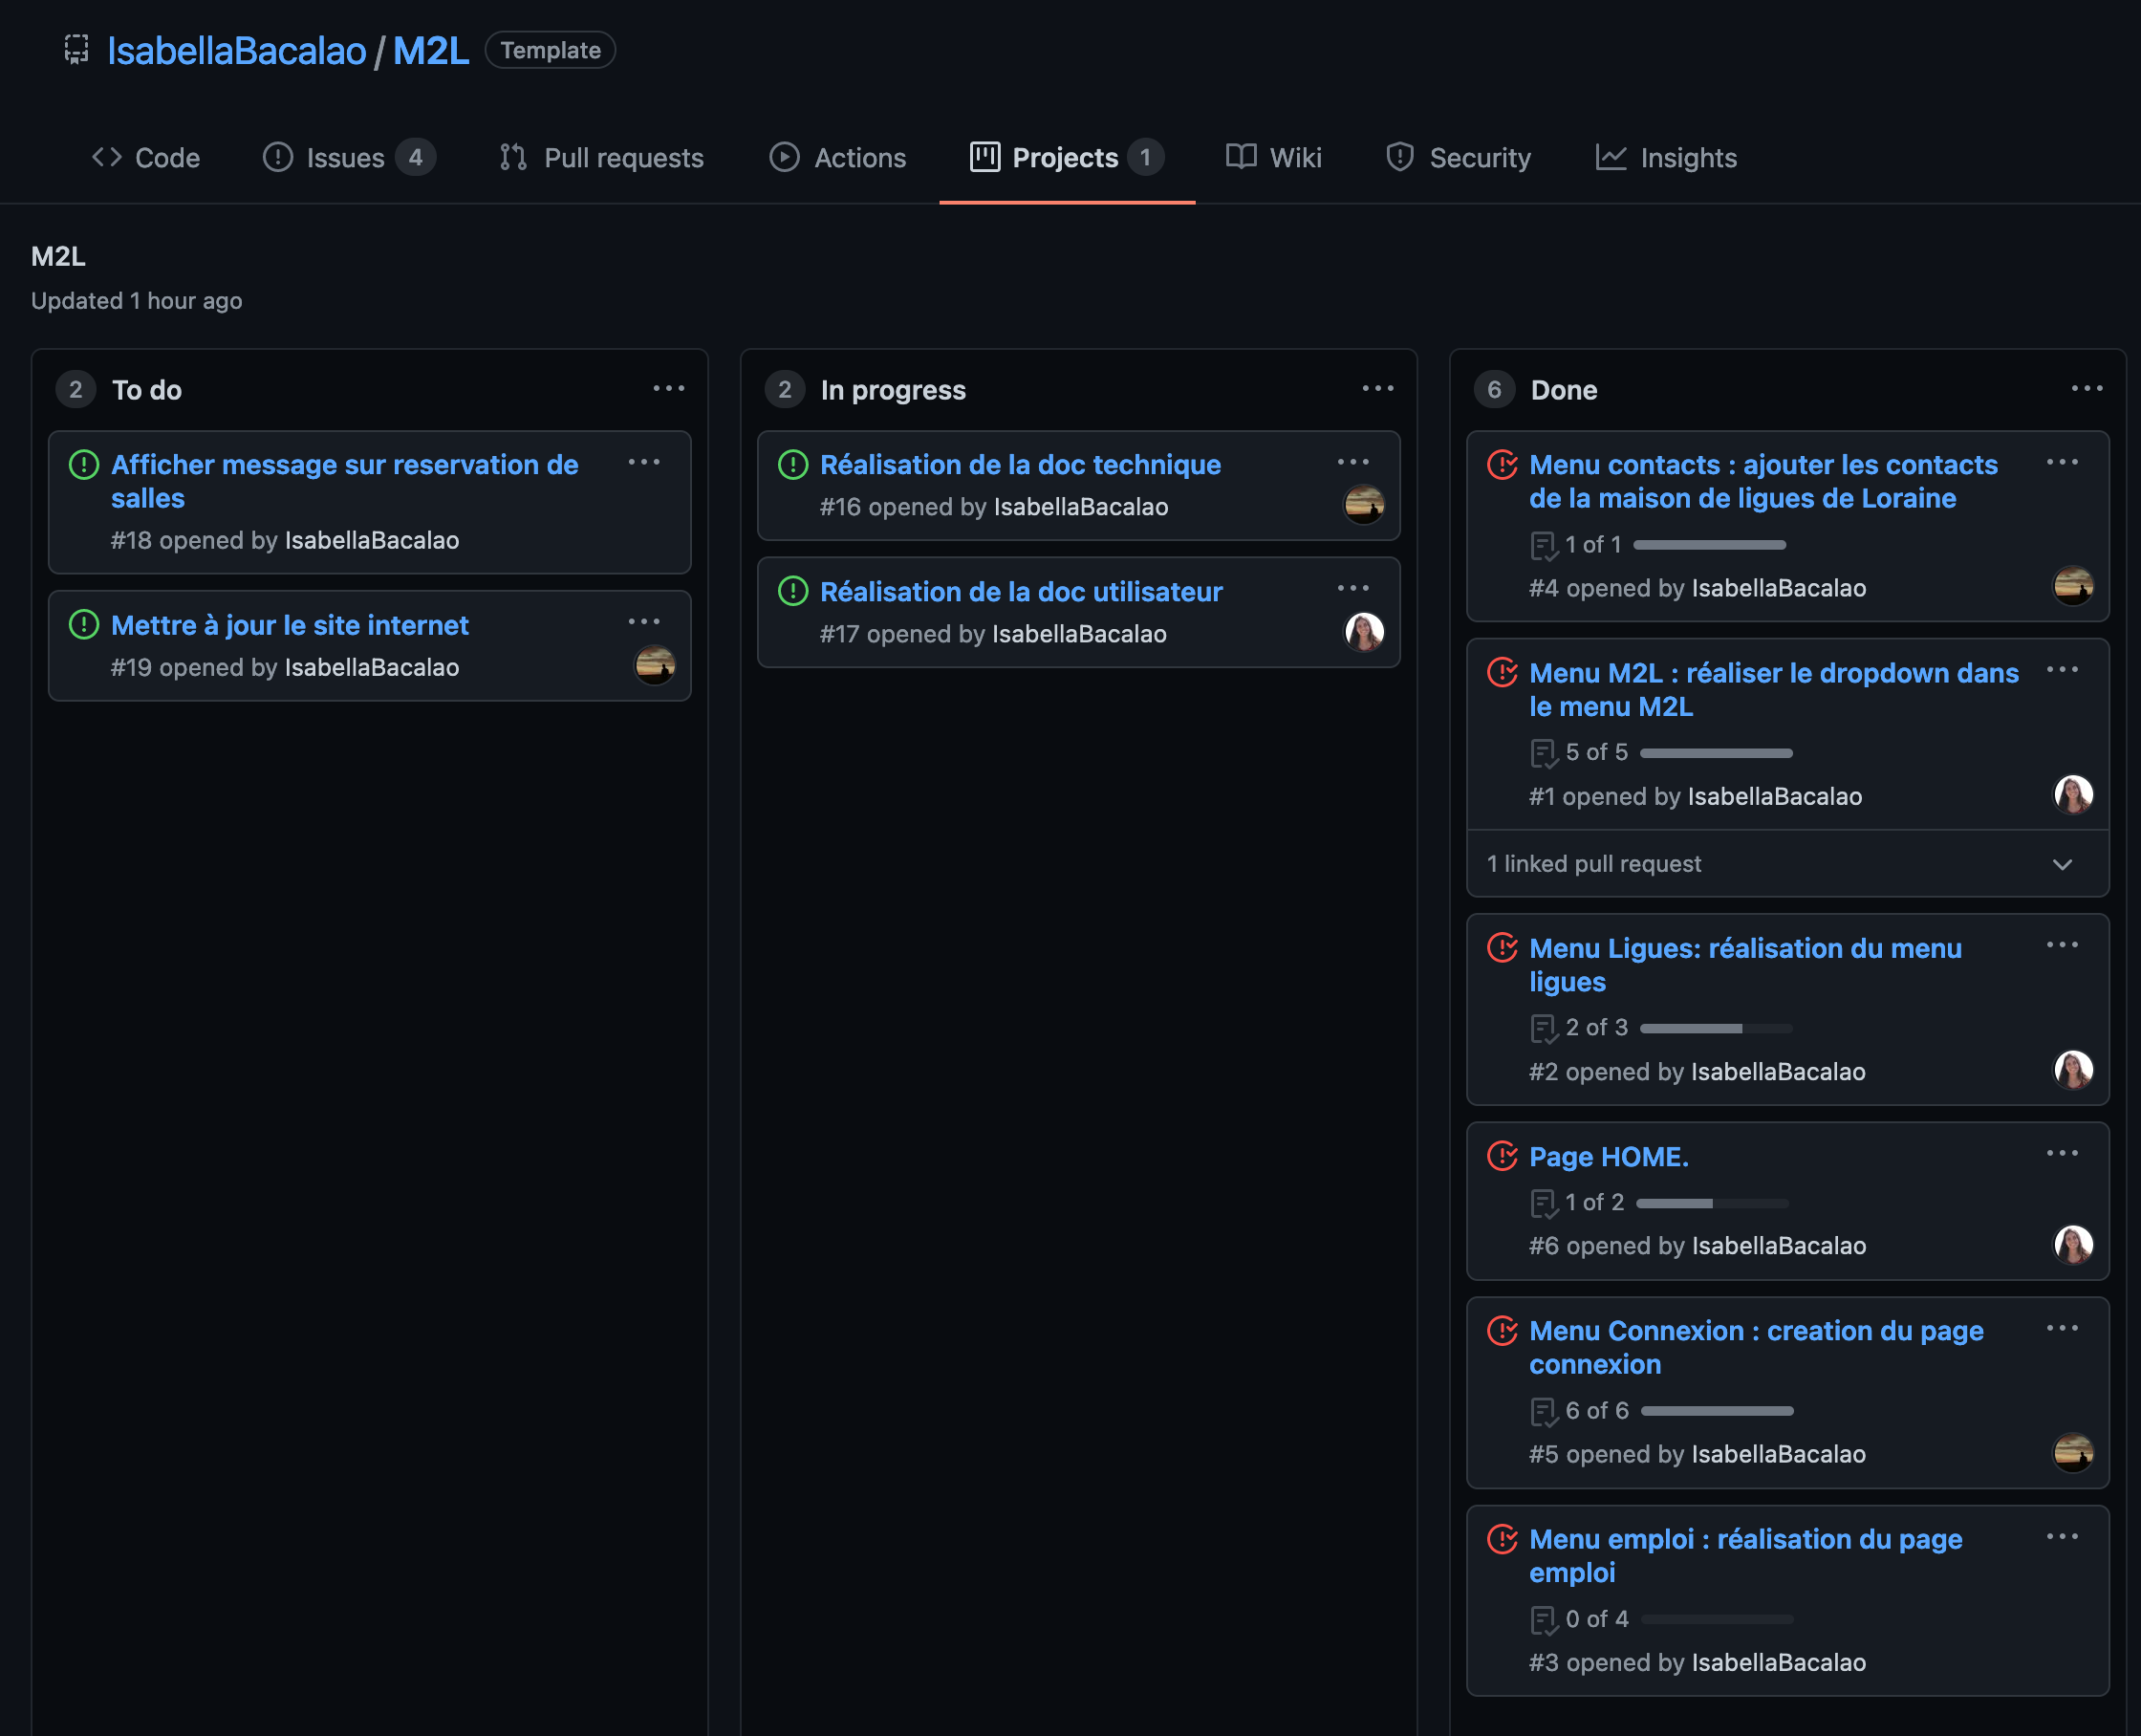 IsabellaBacalao / M2L Template
Code Issues 4 Pull requests Actions Projects 1 Wiki Security Insights
M2L
Updated 1 hour ago
2 To do
Afficher message sur reservation de
salles
#18 opened by IsabellaBacalao
Mettre à jour le site internet
#19 opened by IsabellaBacalao
2 In progress
Réalisation de la doc technique
#16 opened by IsabellaBacalao
Réalisation de la doc utilisateur
#17 opened by IsabellaBacalao
6 Done
Menu contacts : ajouter les contacts
de la maison de ligues de Loraine
1 of 1
#4 opened by IsabellaBacalao
Menu M2L : réaliser le dropdown dans
le menu M2L
5 of 5
#1 opened by IsabellaBacalao
1 linked pull request
Menu Ligues: réalisation du menu
ligues
2 of 3
#2 opened by IsabellaBacalao
Page HOME.
1 of 2
#6 opened by IsabellaBacalao
Menu Connexion : creation du page
connexion
6 of 6
#5 opened by IsabellaBacalao
Menu emploi : réalisation du page
emploi
0 of 4
#3 opened by IsabellaBacalao